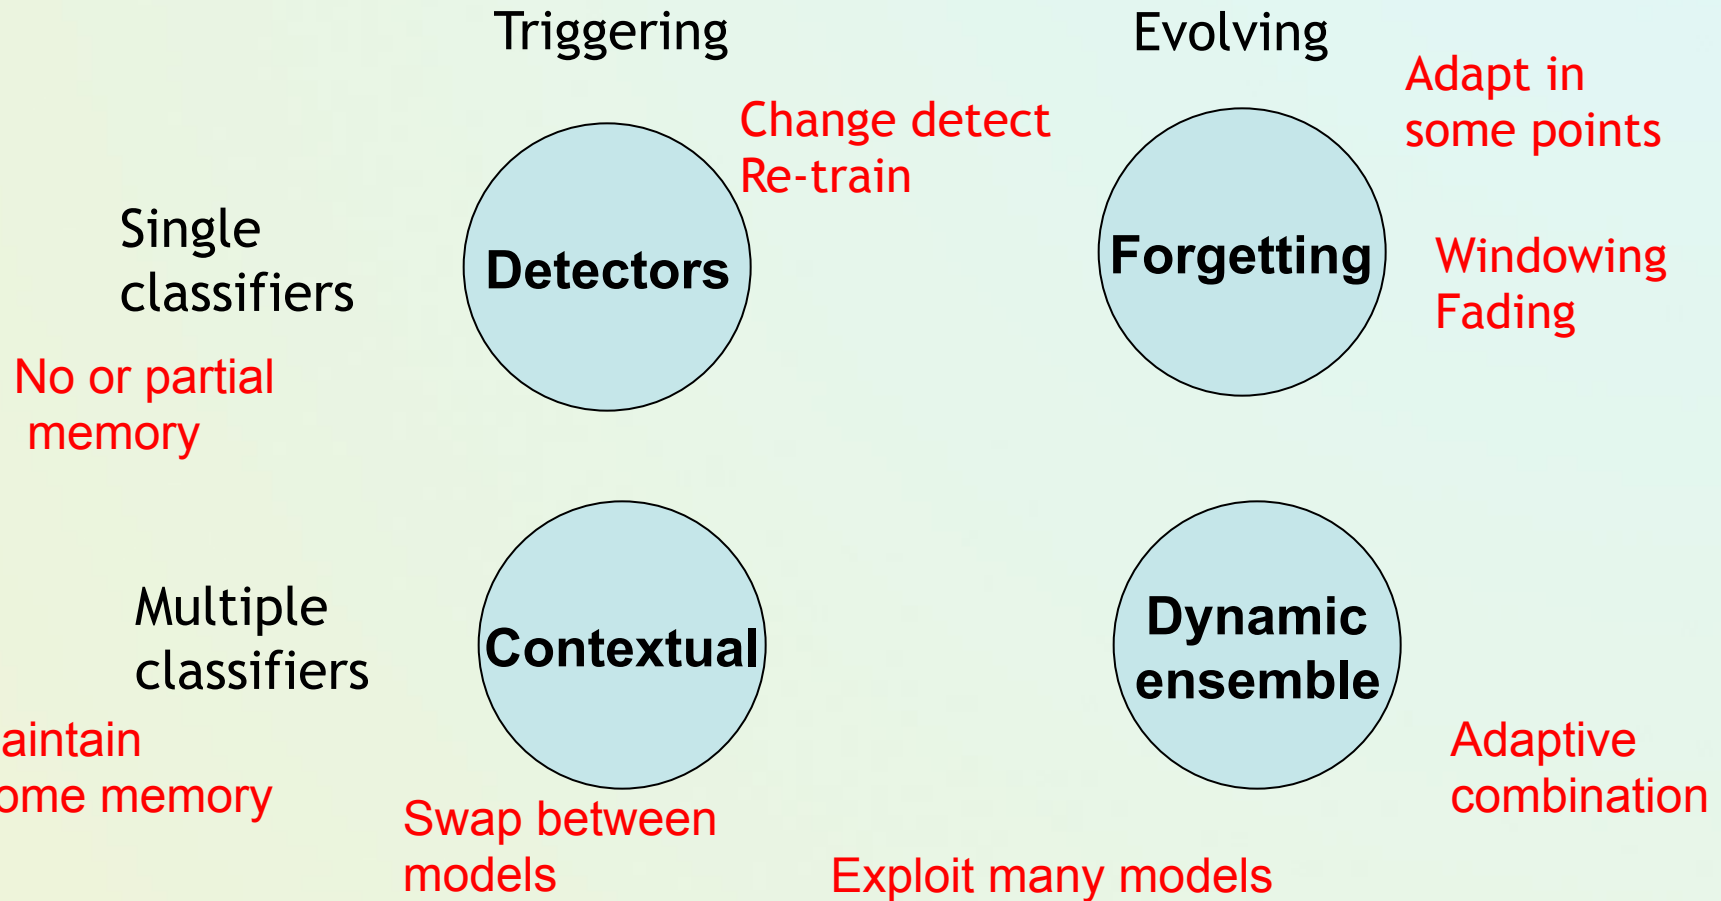 Triggering
Evolving
Adapt in
some points
Change detect
Re-train
Single
classifiers
Detectors
Forgetting
Windowing
Fading
No or partial
memory
Multiple
classifiers
Contextual
Dynamic
ensemble
aintain
ome memory
Swap between
models
Exploit many models
Adaptive
combination